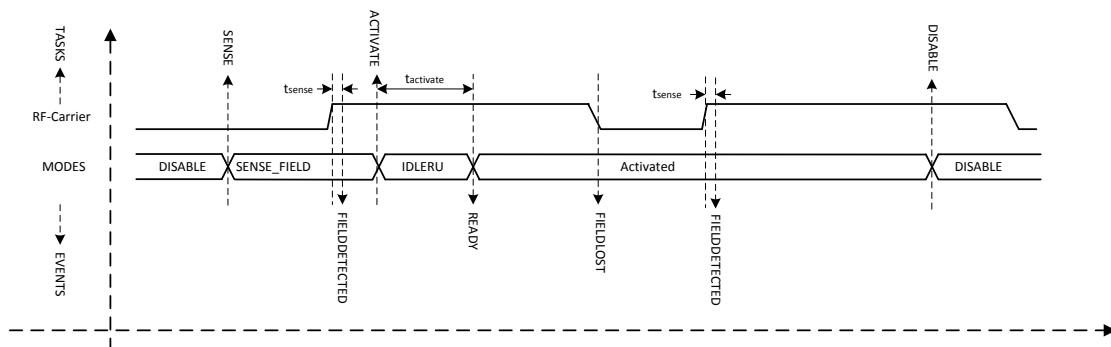 TASKS
SENSE
ACTIVATE
DISABLE
tsense
tactivate
tsense
RF-Carrier
MODES
DISABLE
SENSE_FIELD
IDLERU
Activated
DISABLE
EVENTS
FIELDDETECTED
READY
FIELDLOST
FIELDDETECTED